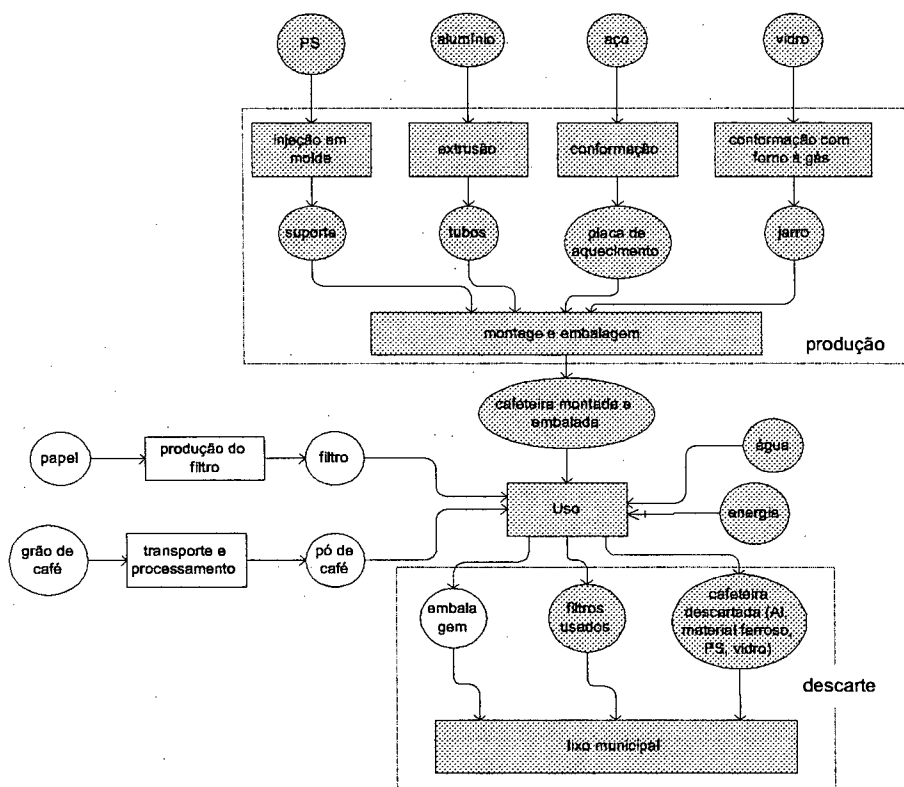 PS
alumínio
aço
vidro
injeção em
molde
extrusão
conformação
conformação com
forno à gás
suporte
tubos
placa de
aquecimento
jarro
montage e embalagem
produção
cafeteira montada e
embalada
papel
produção do
filtro
filtro
água
Uso
energia
grão de
café
transporte e
processamento
pó de
café
embala
gem
filtros
usados
cafeteira
descartada (Al,
material ferroso,
PS, vidro)
descarte
lixo municipal